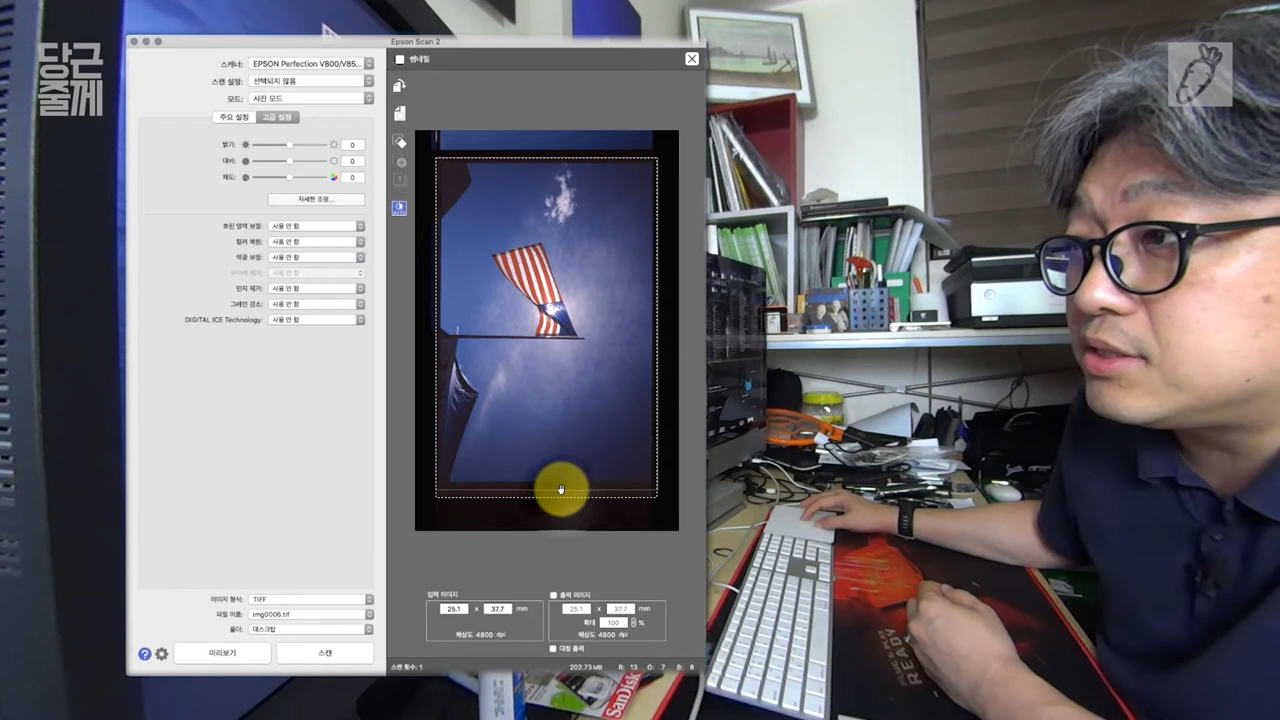 당근
줄께
Epson Scan 2
스캐너: EPSON Perfection V800/V85...
스캔 설정: 선택되지 않음
모드: 사진 모드
주요 설정 고급 설정
밝기: 0
대비: 0
채도: 0
자세한 조정...
흐린 영역 보정: 사용 안 함
컬러 복원: 사용 안 함
역광 보정: 사용 안 함
먼지 제거: 사용 안 함
그레인 감소: 사용 안 함
DIGITAL ICE Technology: 사용 안 함
이미지 형식: TIFF
파일 이름: img0006.tif
폴더: 데스크탑
? 미리보기 스캔
썸네일
AUTO
입력 이미지
25.1 x 37.7 mm
해상도 4800 dpi
출력 이미지
25.1 x 37.7 mm
확대 100 %
해상도 4800 dpi
대칭 출력
스캔 횟수: 1 202.73 MB R: 13 G: 7 B: 8
SanDisk
PLUG & PLAY
READY